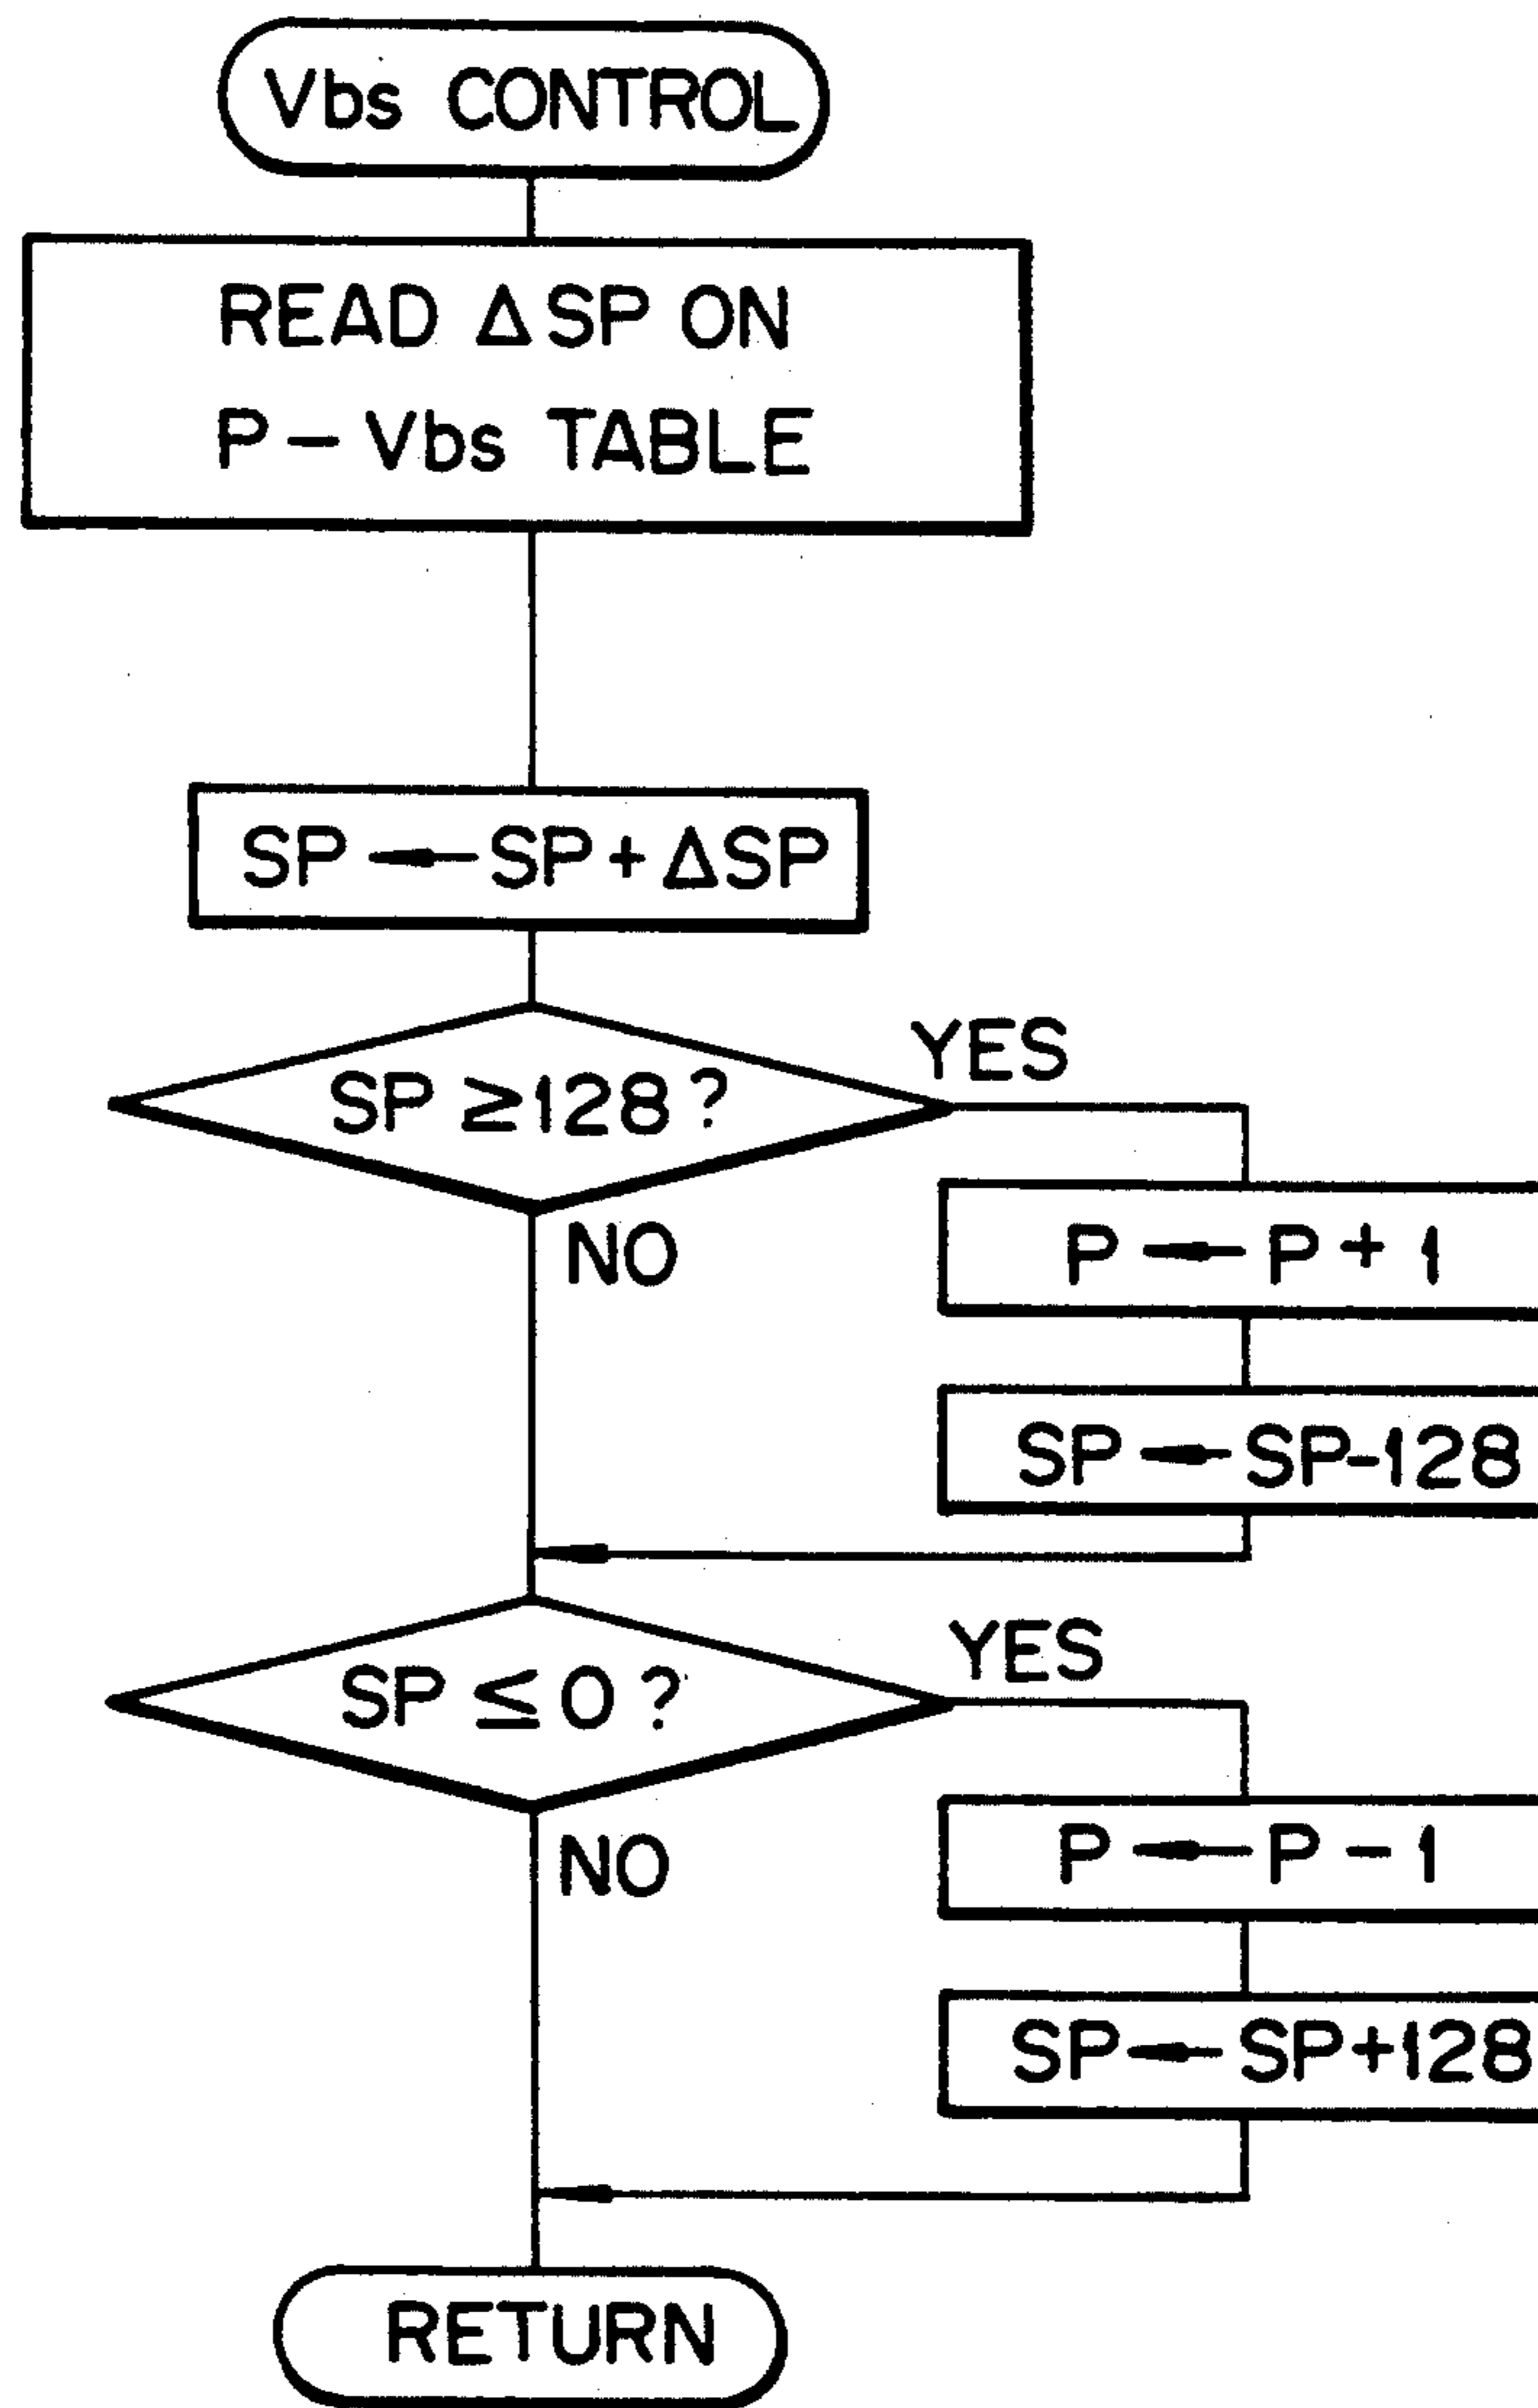 Vbs CONTROL
READ ΔSP ON
P - Vbs TABLE
SP ← SP + ΔSP
SP ≥ 128 ?
YES
NO
P ← P + 1
SP ← SP-128
SP ≤ 0 ?
YES
NO
P ← P - 1
SP ← SP+128
RETURN